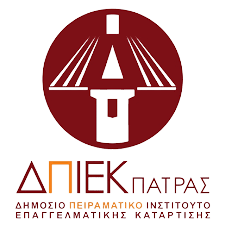 ΔΠΙΕΚ ΠΑΤΡΑΣ
ΔΗΜΟΣΙΟ ΠΕΙΡΑΜΑΤΙΚΟ ΙΝΣΤΙΤΟΥΤΟ
ΕΠΑΓΓΕΛΜΑΤΙΚΗΣ ΚΑΤΑΡΤΙΣΗΣ